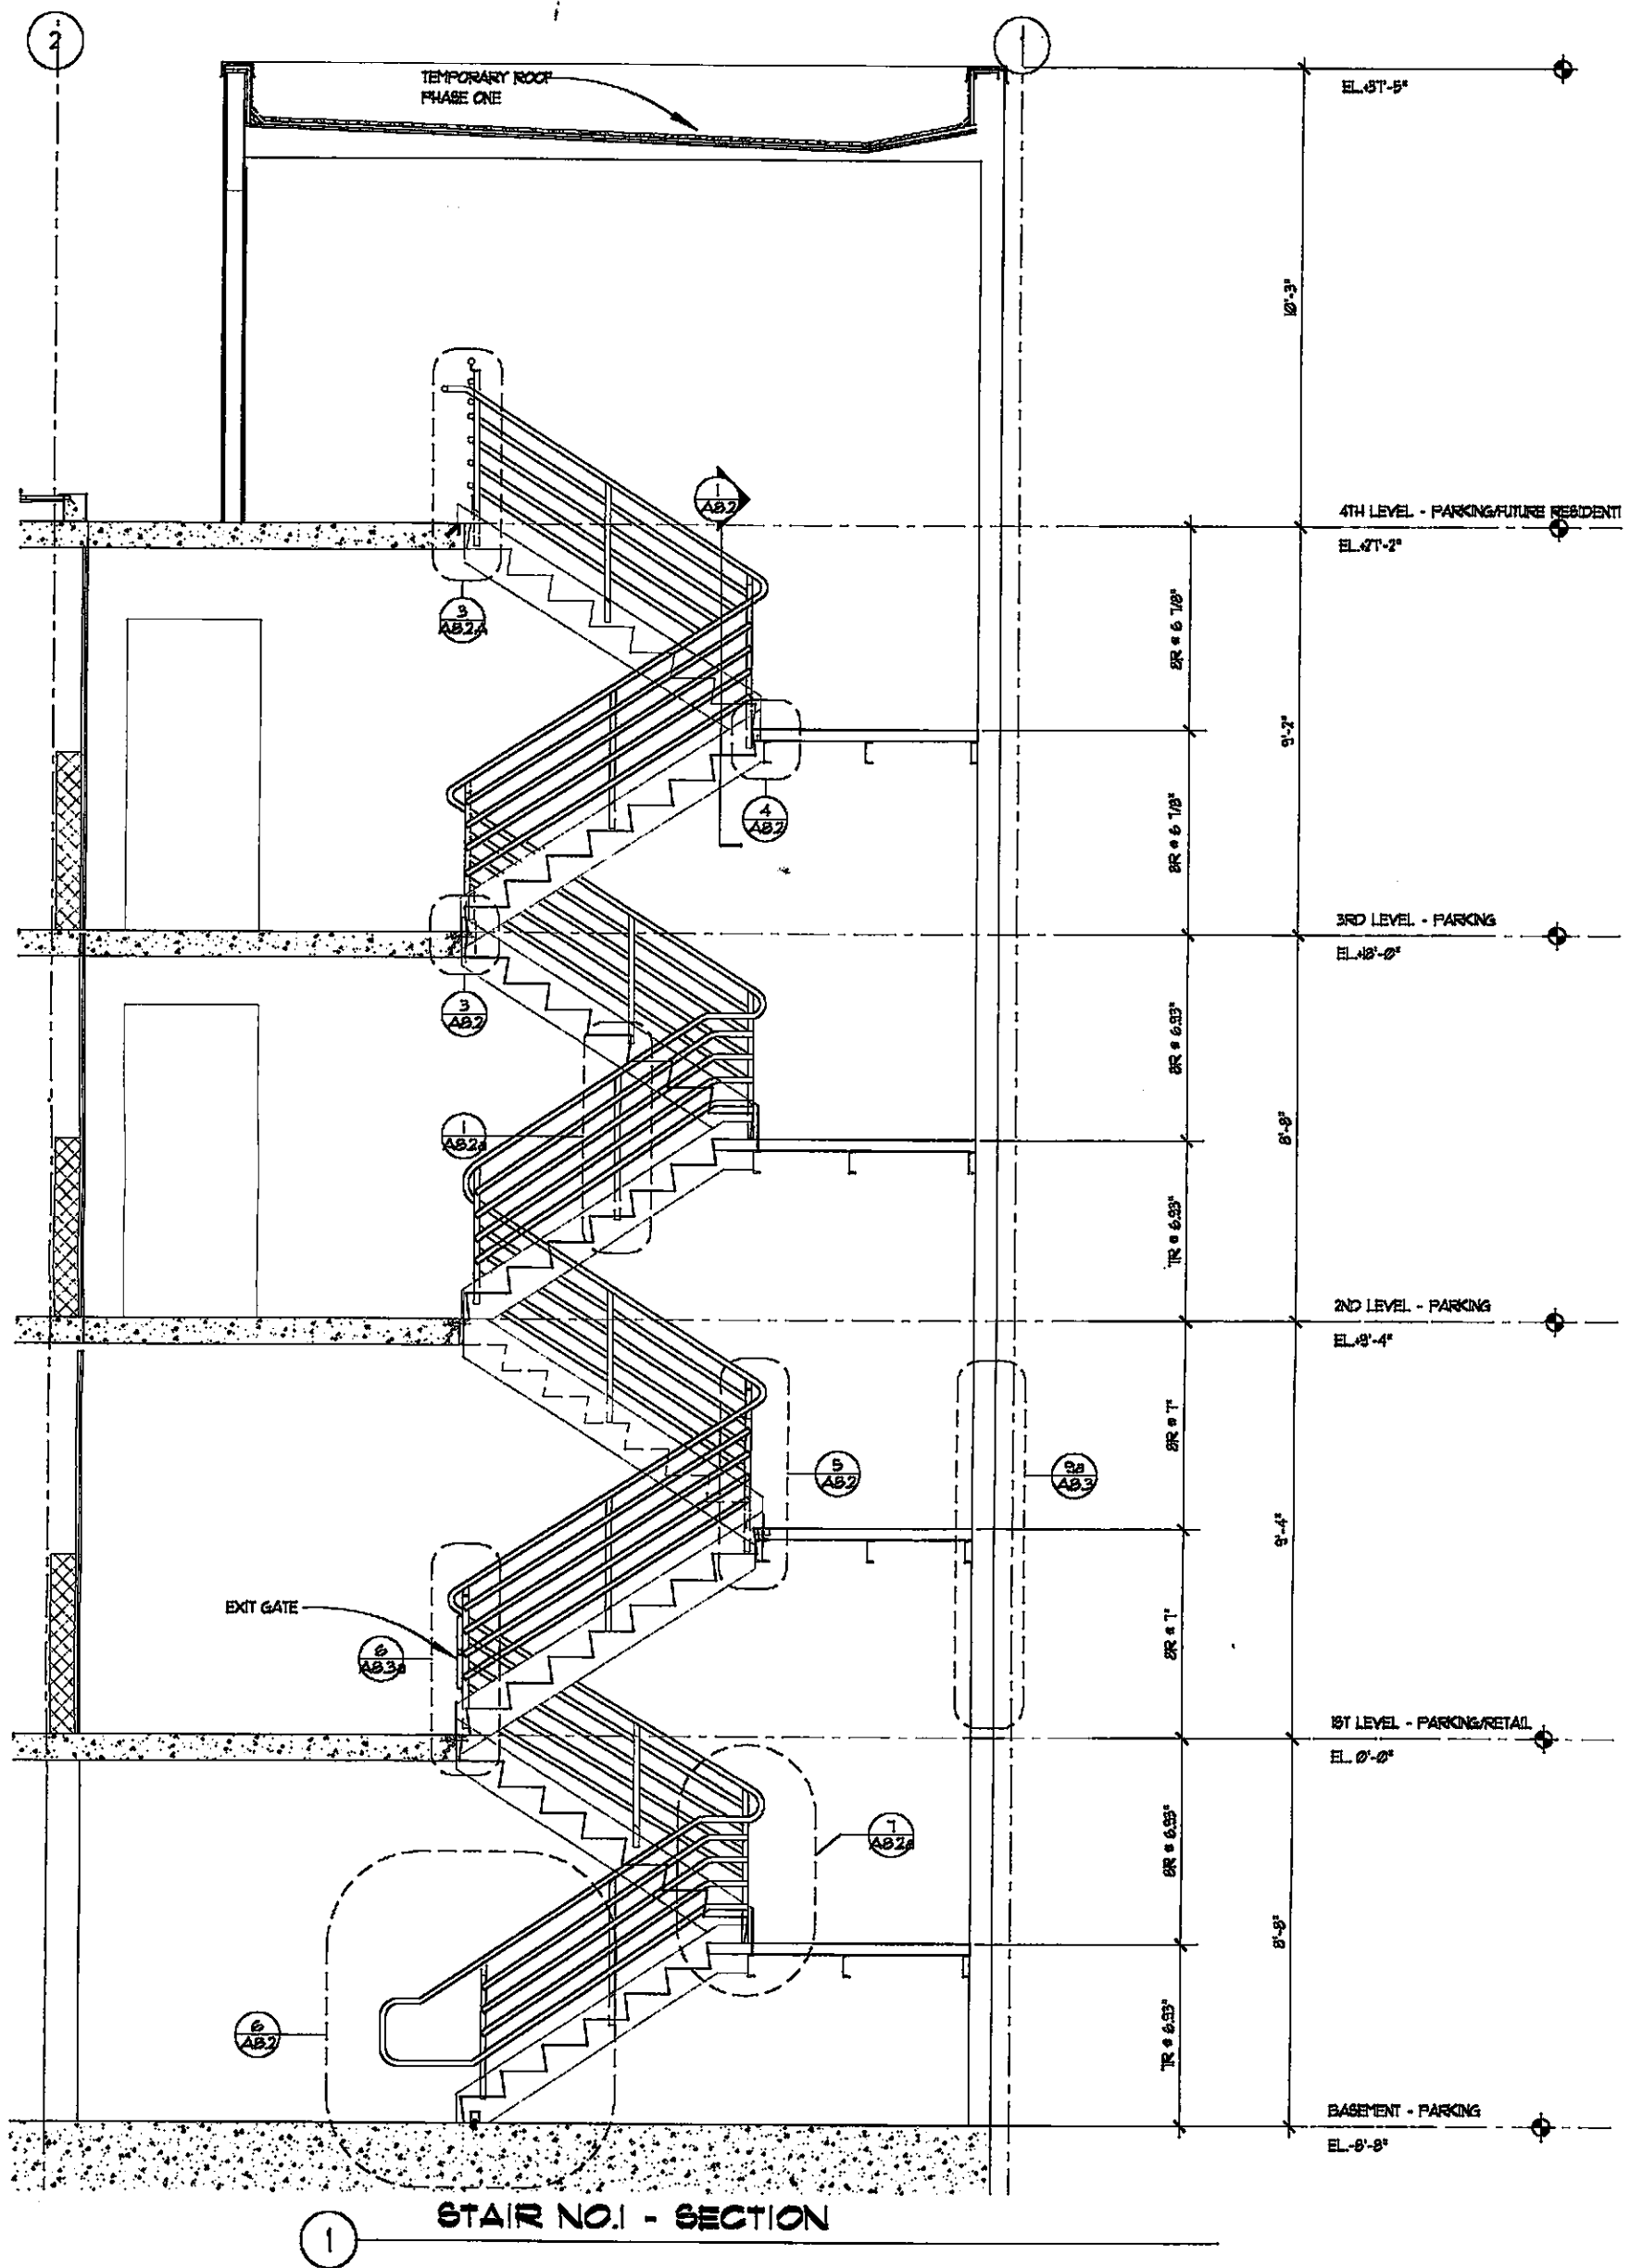 2
1
TEMPORARY ROOF
PHASE ONE
EL.+37'-5"
10'-3"
1
A8.2
4TH LEVEL - PARKING/FUTURE RESIDENTI
EL.+27'-2"
3
A8.2A
8R @ 6 7/8"
9'-2"
4
A8.2
8R @ 6 7/8"
3RD LEVEL - PARKING
EL.+18'-0"
3
A8.2
8R @ 6.93"
8'-8"
1
A8.2a
7R @ 6.93"
2ND LEVEL - PARKING
EL.+9'-4"
8R @ 7"
5
A8.2
9a
A8.3
9'-4"
EXIT GATE
8
A8.3a
8R @ 7"
1ST LEVEL - PARKING/RETAIL
EL. 0'-0"
7
A8.2a
8R @ 6.93"
8'-8"
6
A8.2
7R @ 6.93"
BASEMENT - PARKING
EL.-8'-8"
STAIR NO.1 - SECTION
1